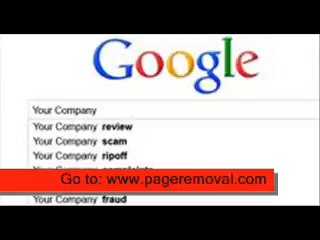 Google
Your Company
Your Company review
Your Company scam
Your Company ripoff
Go to: www.pageremoval.com
Your Company fraud